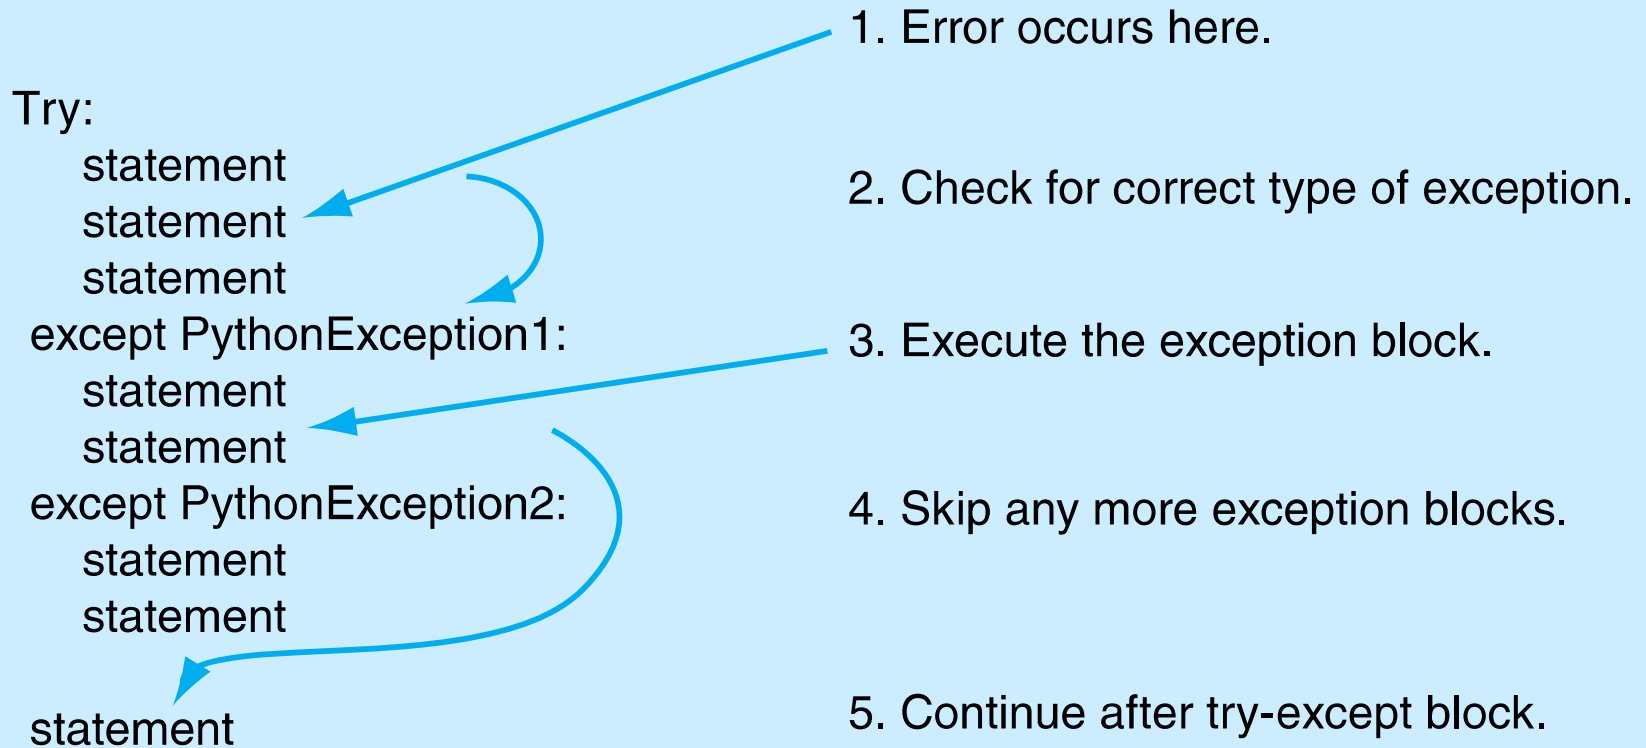 1. Error occurs here.
Try:
statement
2. Check for correct type of exception.
statement
statement
except PythonException1:
3. Execute the exception block.
statement
statement
except PythonException2:
4. Skip any more exception blocks.
statement
statement
5. Continue after try-except block.
statement